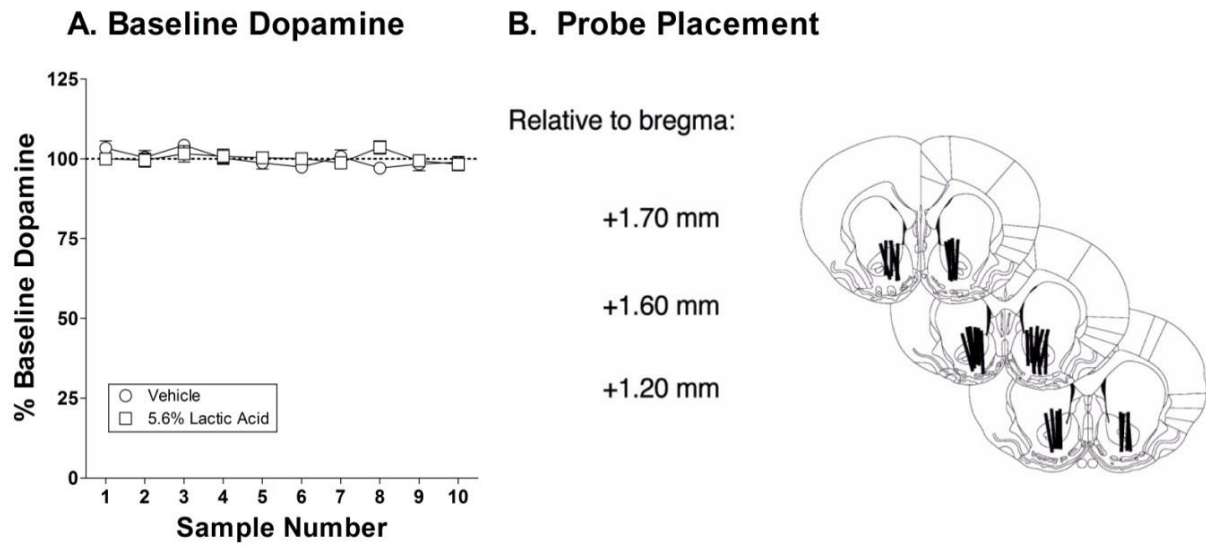 A. Baseline Dopamine
B. Probe Placement
125
100
75
50
25
0
% Baseline Dopamine
Vehicle
5.6% Lactic Acid
1 2 3 4 5 6 7 8 9 10
Sample Number
Relative to bregma:
+1.70 mm
+1.60 mm
+1.20 mm